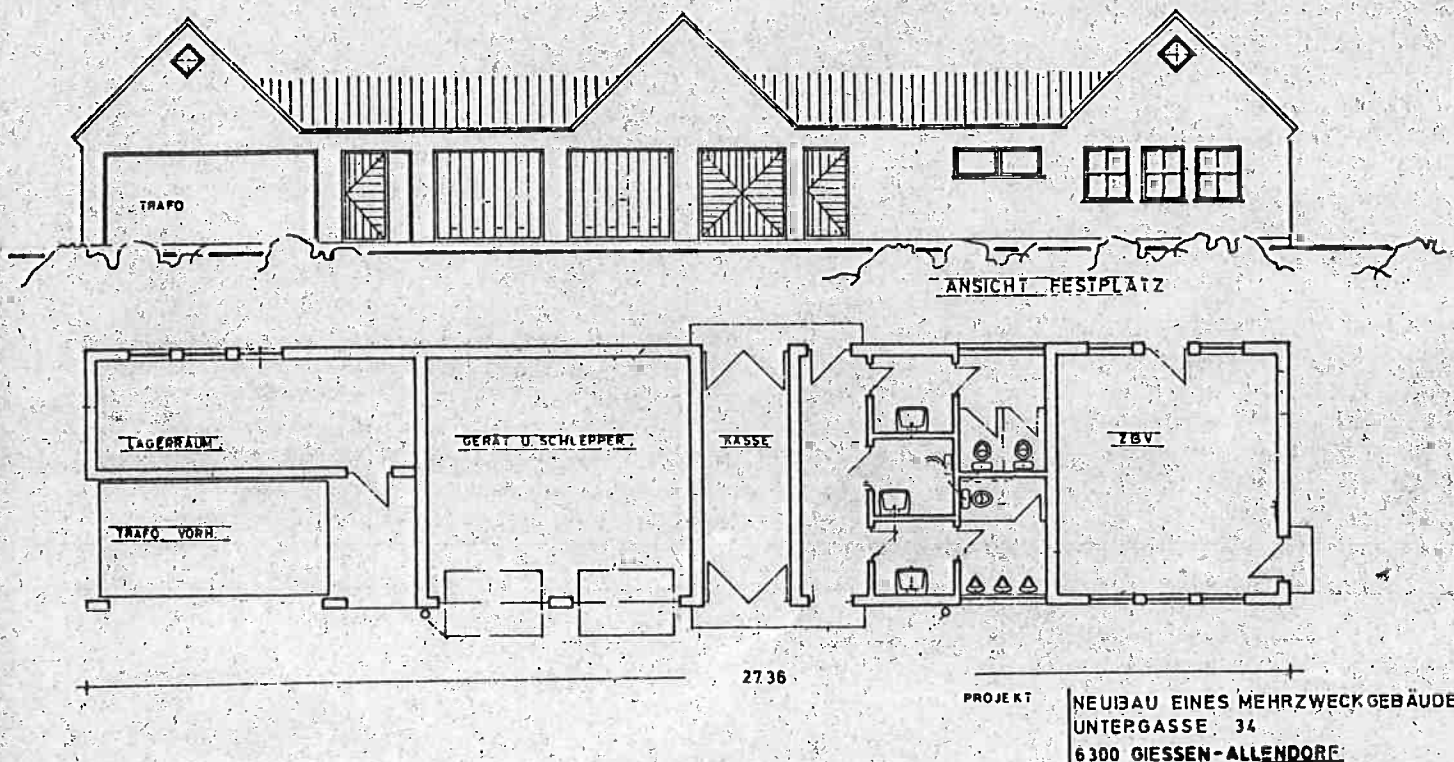 TRAFO
ANSICHT FESTPLATZ
LAGERRAUM
GERÄT U. SCHLEPPER
KASSE
ZBV
TRAFO VORH.
27.36
PROJEKT
NEUBAU EINES MEHRZWECKGEBÄUDE
UNTERGASSE 34
6300 GIESSEN-ALLENDORF